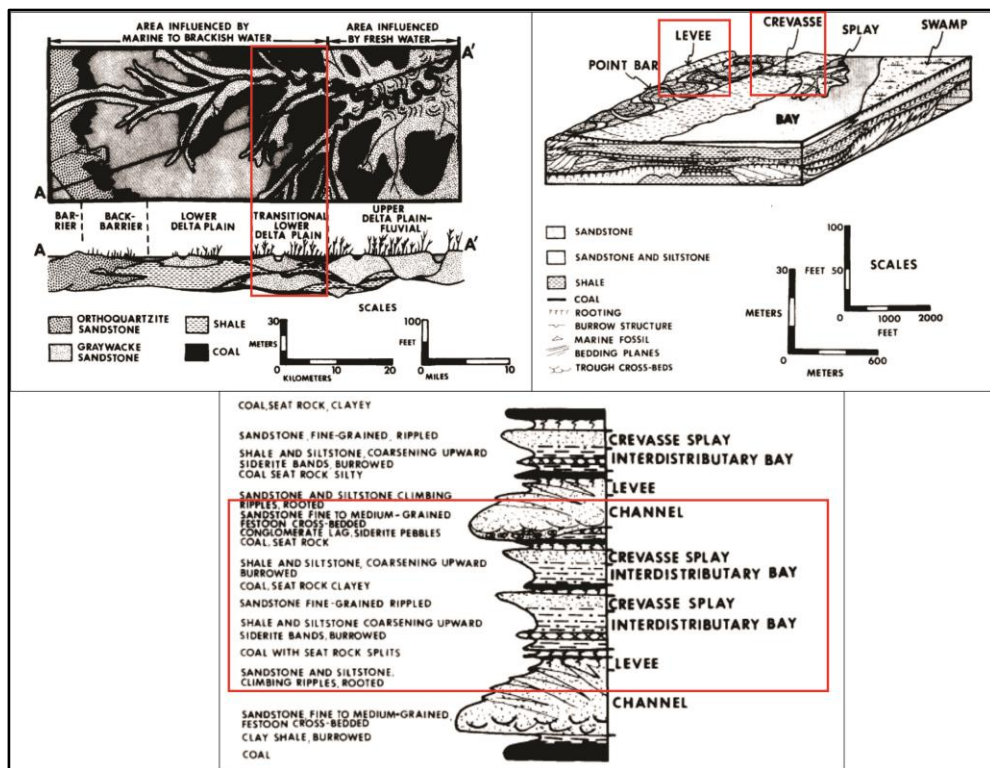 AREA INFLUENCED BY
MARINE TO BRACKISH WATER
AREA INFLUENCED
BY FRESH WATER
A'
A
BAR-
RIER
BACK-
BARRIER
LOWER
DELTA PLAIN
TRANSITIONAL
LOWER
DELTA PLAIN
UPPER
DELTA PLAIN-
FLUVIAL
A
A'
SCALES
ORTHOQUARTZITE
SANDSTONE
SHALE
GRAYWACKE
SANDSTONE
COAL
30
METERS
0
0 10 20
KILOMETERS
100
FEET
0
0 10
MILES
LEVEE
CREVASSE
SPLAY
SWAMP
POINT BAR
BAY
SANDSTONE
SANDSTONE AND SILTSTONE
SHALE
COAL
ROOTING
BURROW STRUCTURE
MARINE FOSSIL
BEDDING PLANES
TROUGH CROSS-BEDS
100
FEET 50
0
SCALES
0 1000 2000
FEET
30
METERS
0
0 600
METERS
COAL, SEAT ROCK, CLAYEY
SANDSTONE, FINE-GRAINED, RIPPLED
SHALE AND SILTSTONE, COARSENING UPWARD
SIDERITE BANDS, BURROWED
COAL SEAT ROCK SILTY
SANDSTONE AND SILTSTONE CLIMBING
RIPPLES, ROOTED
SANDSTONE FINE TO MEDIUM-GRAINED
FESTOON CROSS-BEDDED
CONGLOMERATE LAG, SIDERITE PEBBLES
COAL, SEAT ROCK
SHALE AND SILTSTONE, COARSENING UPWARD
BURROWED
COAL, SEAT ROCK CLAYEY
SANDSTONE FINE-GRAINED RIPPLED
SHALE AND SILTSTONE COARSENING UPWARD
SIDERITE BANDS, BURROWED
COAL WITH SEAT ROCK SPLITS
SANDSTONE AND SILTSTONE,
CLIMBING RIPPLES, ROOTED
SANDSTONE, FINE TO MEDIUM-GRAINED,
FESTOON CROSS-BEDDED
CLAY SHALE, BURROWED
COAL
CREVASSE SPLAY
INTERDISTRIBUTARY BAY
LEVEE
CHANNEL
CREVASSE SPLAY
INTERDISTRIBUTARY BAY
CREVASSE SPLAY
INTERDISTRIBUTARY BAY
LEVEE
CHANNEL